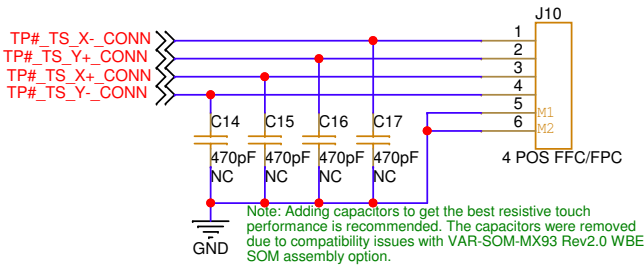 J10
TP#_TS_X-_CONN 1
TP#_TS_Y+_CONN 2
TP#_TS_X+_CONN 3
TP#_TS_Y-_CONN 4
5 M1
6 M2
C14 C15 C16 C17
470pF 470pF 470pF 470pF
NC NC NC NC
4 POS FFC/FPC
GND
Note: Adding capacitors to get the best resistive touch
performance is recommended. The capacitors were removed
due to compatibility issues with VAR-SOM-MX93 Rev2.0 WBE
SOM assembly option.